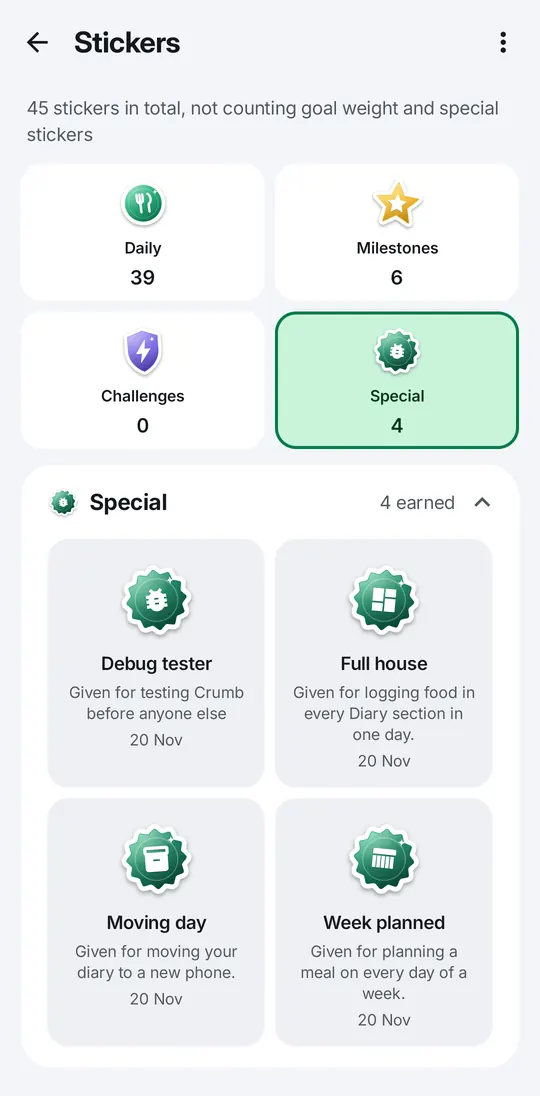 Stickers
45 stickers in total, not counting goal weight and special
stickers
Daily
39
Milestones
6
Challenges
0
Special
4
Special
4 earned
Debug tester
Given for testing Crumb
before anyone else
20 Nov
Full house
Given for logging food in
every Diary section in
one day.
20 Nov
Moving day
Given for moving your
diary to a new phone.
20 Nov
Week planned
Given for planning a
meal on every day of a
week.
20 Nov